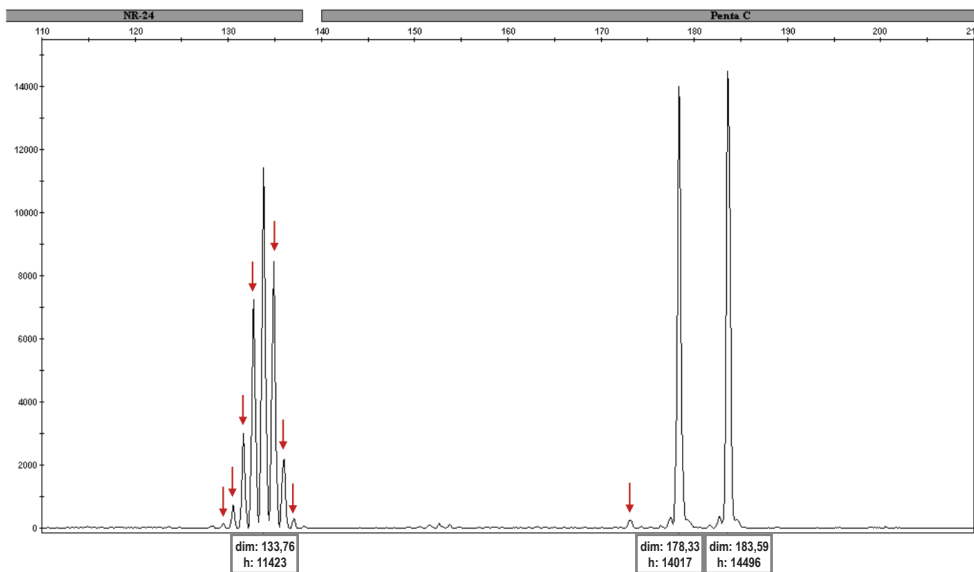 NR-24 Penta C
110 130 140 150 160 170 180 190 200 210
14000
12000
10000
8000
6000
4000
2000
0
dim: 133,76
h: 11423
dim: 178,33
h: 14017
dim: 183,59
h: 14496